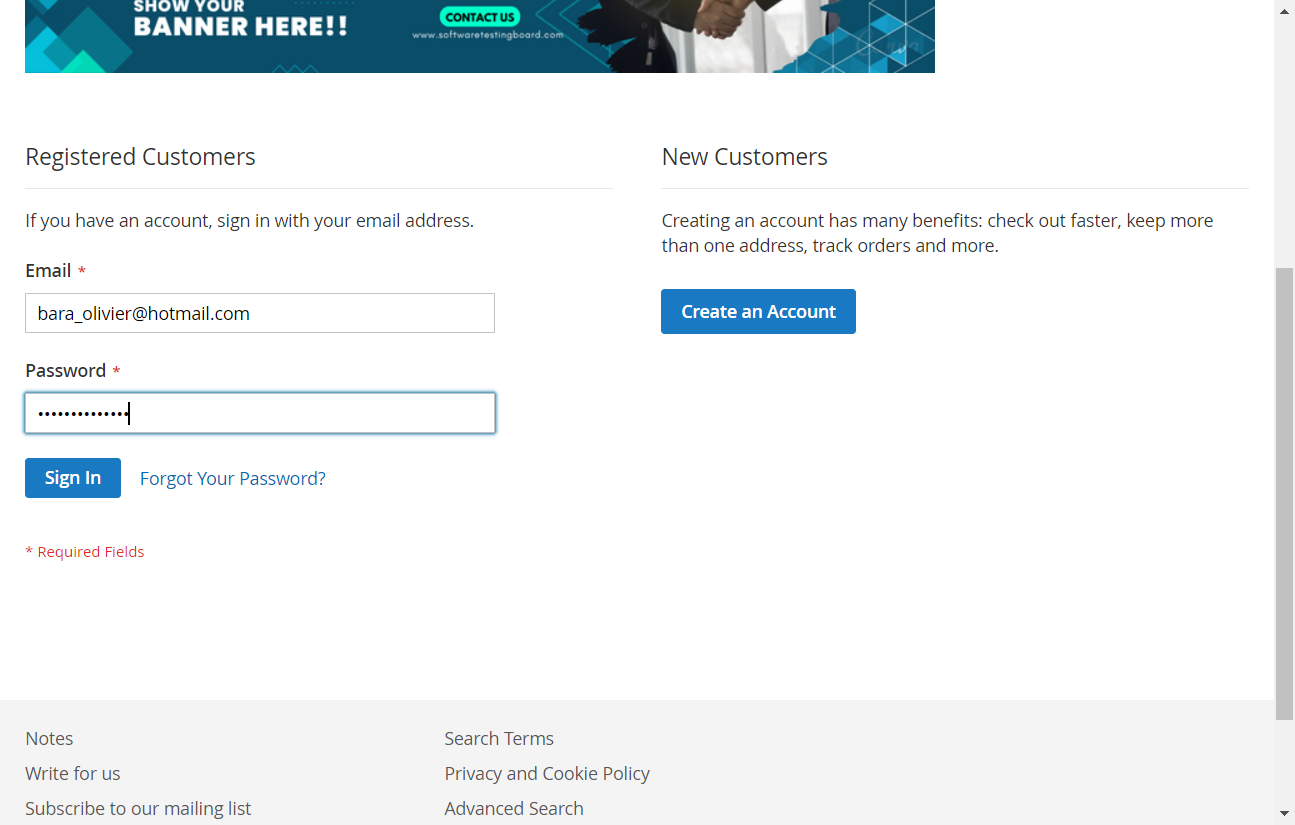 SHOW YOUR
BANNER HERE!!
CONTACT US
www.softwaretestingboard.com
Registered Customers
New Customers
If you have an account, sign in with your email address.
Creating an account has many benefits: check out faster, keep more
than one address, track orders and more.
Email *
bara_olivier@hotmail.com
Create an Account
Password *
••••••••••••••
Sign In
Forgot Your Password?
* Required Fields
Notes
Search Terms
Write for us
Privacy and Cookie Policy
Subscribe to our mailing list
Advanced Search